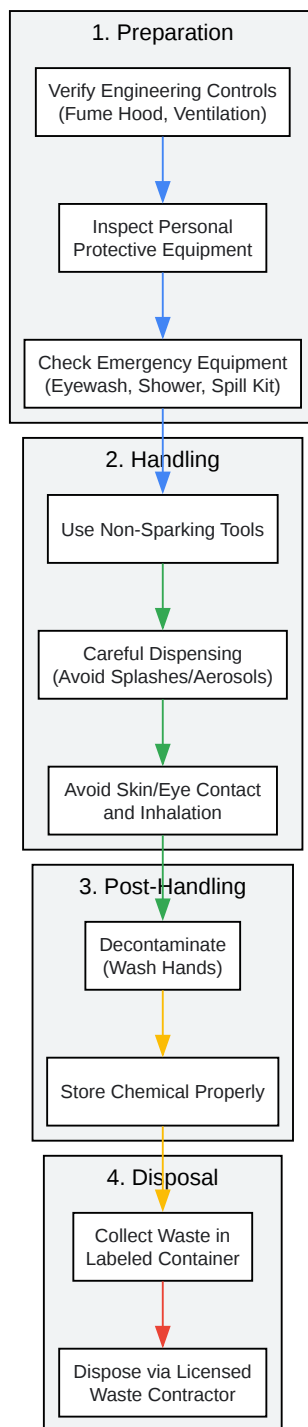 1. Preparation
Verify Engineering Controls
(Fume Hood, Ventilation)
Inspect Personal
Protective Equipment
Check Emergency Equipment
(Eyewash, Shower, Spill Kit)
2. Handling
Use Non-Sparking Tools
Careful Dispensing
(Avoid Splashes/Aerosols)
Avoid Skin/Eye Contact
and Inhalation
3. Post-Handling
Decontaminate
(Wash Hands)
Store Chemical Properly
4. Disposal
Collect Waste in
Labeled Container
Dispose via Licensed
Waste Contractor